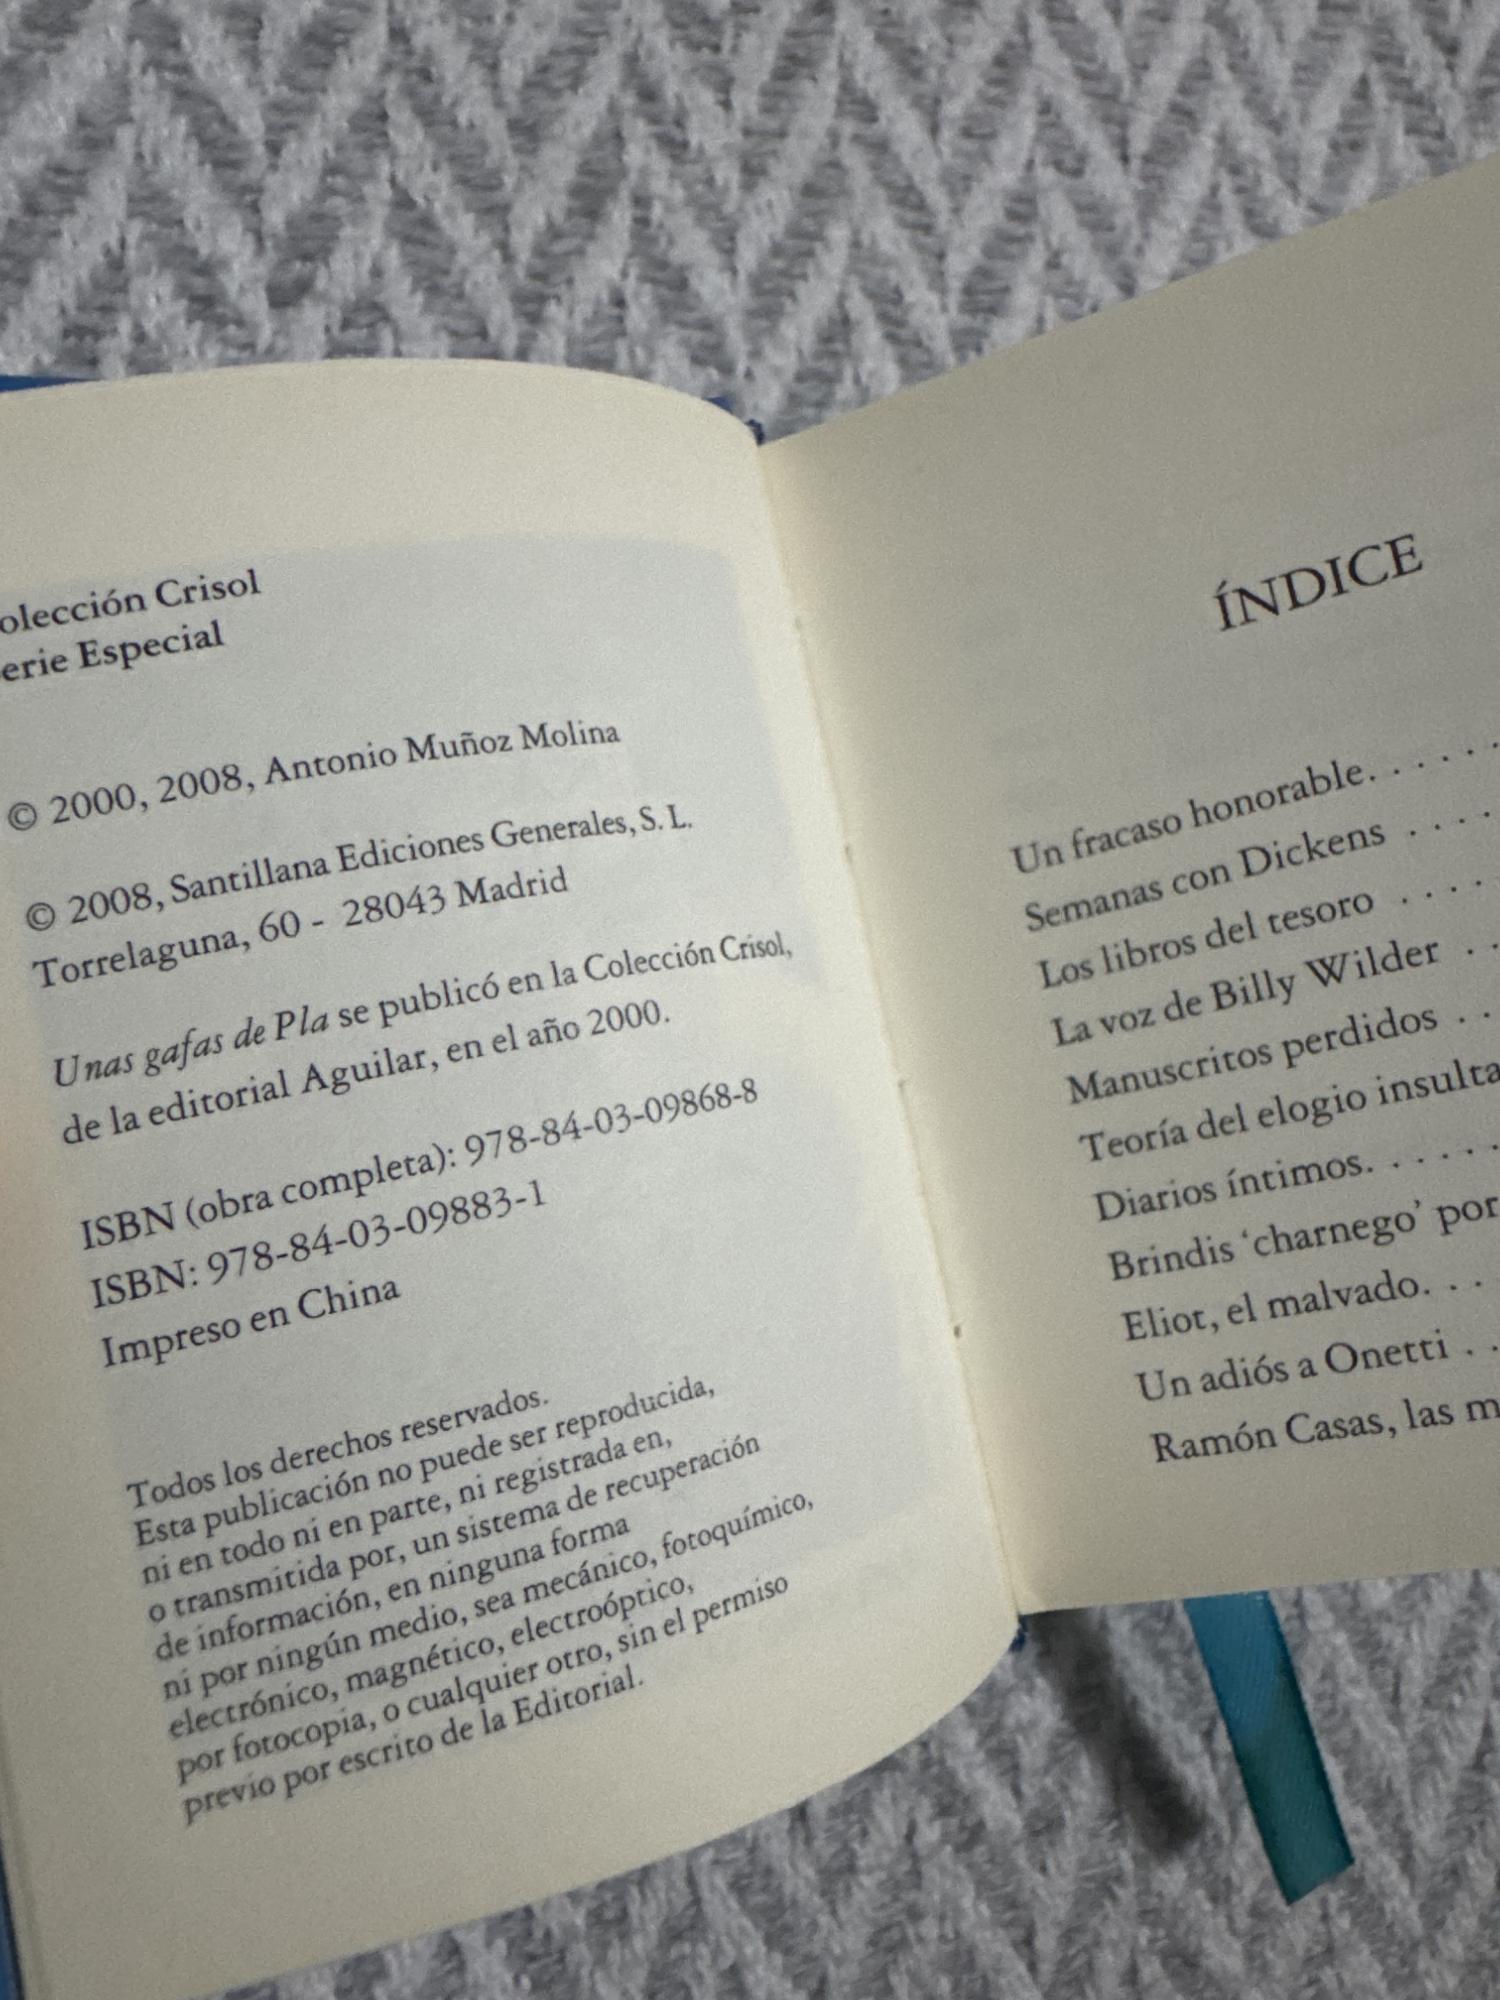 olección Crisol
erie Especial
© 2000, 2008, Antonio Muñoz Molina
© 2008, Santillana Ediciones Generales, S. L.
Torrelaguna, 60 - 28043 Madrid
Unas gafas de Pla se publicó en la Colección Crisol,
de la editorial Aguilar, en el año 2000.
ISBN (obra completa): 978-84-03-09868-8
ISBN: 978-84-03-09883-1
Impreso en China
Todos los derechos reservados.
Esta publicación no puede ser reproducida,
ni en todo ni en parte, ni registrada en,
o transmitida por, un sistema de recuperación
de información, en ninguna forma
ni por ningún medio, sea mecánico, fotoquímico,
electrónico, magnético, electroóptico,
por fotocopia, o cualquier otro, sin el permiso
previo por escrito de la Editorial.
ÍNDICE
Un fracaso honorable. . . . . .
Semanas con Dickens . . . .
Los libros del tesoro . . . .
La voz de Billy Wilder . .
Manuscritos perdidos . .
Teoría del elogio insulta
Diarios íntimos. . . . . .
Brindis ‘charnego’ por
Eliot, el malvado. . .
Un adiós a Onetti . .
Ramón Casas, las m